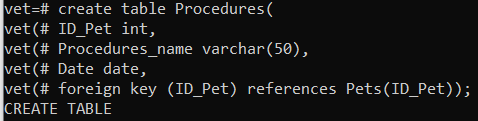 vet=# create table Procedures(
vet(# ID_Pet int,
vet(# Procedures_name varchar(50),
vet(# Date date,
vet(# foreign key (ID_Pet) references Pets(ID_Pet));
CREATE TABLE